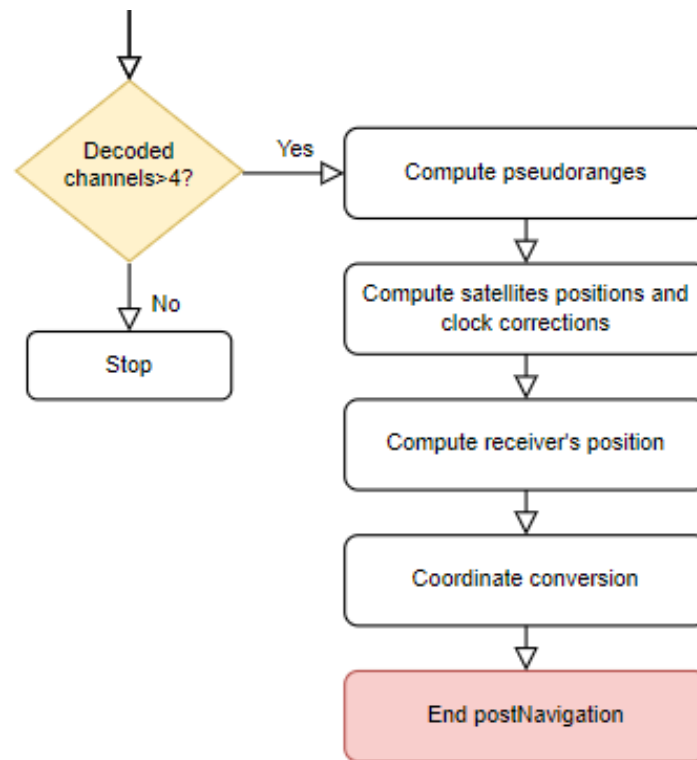 Decoded
channels>4?
Yes
No
Stop
Compute pseudoranges
Compute satellites positions and
clock corrections
Compute receiver's position
Coordinate conversion
End postNavigation